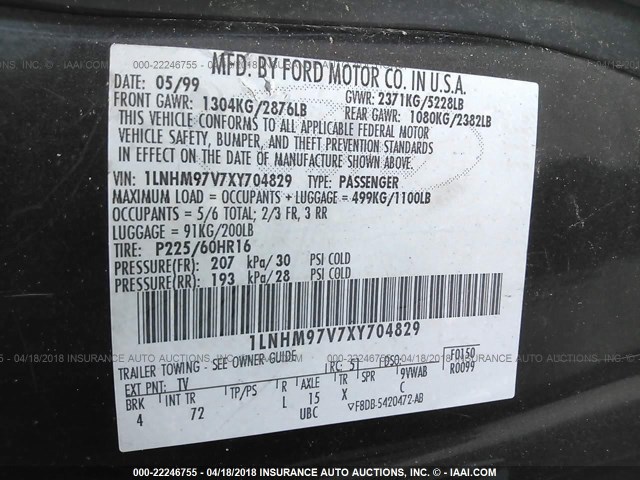 000-22246755 - 04/18/2018 - INSURANCE AUTO AUCTIONS, INC. - © IAAI.COM
MFD. BY FORD MOTOR CO. IN U.S.A.
DATE: 05/99
GVWR: 2371KG/5228LB
FRONT GAWR: 1304KG/2876LB
REAR GAWR: 1080KG/2382LB
THIS VEHICLE CONFORMS TO ALL APPLICABLE FEDERAL MOTOR
VEHICLE SAFETY, BUMPER, AND THEFT PREVENTION STANDARDS
IN EFFECT ON THE DATE OF MANUFACTURE SHOWN ABOVE.
VIN: 1LNHM97V7XY704829 TYPE: PASSENGER
MAXIMUM LOAD = OCCUPANTS + LUGGAGE = 499KG/1100LB
OCCUPANTS = 5/6 TOTAL; 2/3 FR, 3 RR
LUGGAGE = 91KG/200LB
TIRE: P225/60HR16
PRESSURE(FR): 207 kPa/30 PSI COLD
PRESSURE(RR): 193 kPa/28 PSI COLD
1LNHM97V7XY704829
TRAILER TOWING - SEE OWNER GUIDE
EXT PNT: TV RC: 51 DSO: F0150
R0099
BRK INT TR TP/PS R AXLE TR SPR 9VWAB
4 72 L 15 X C
UBC F8DB-5420472-AB
000-22246755 - 04/18/2018 - INSURANCE AUTO AUCTIONS, INC. - © IAAI.COM